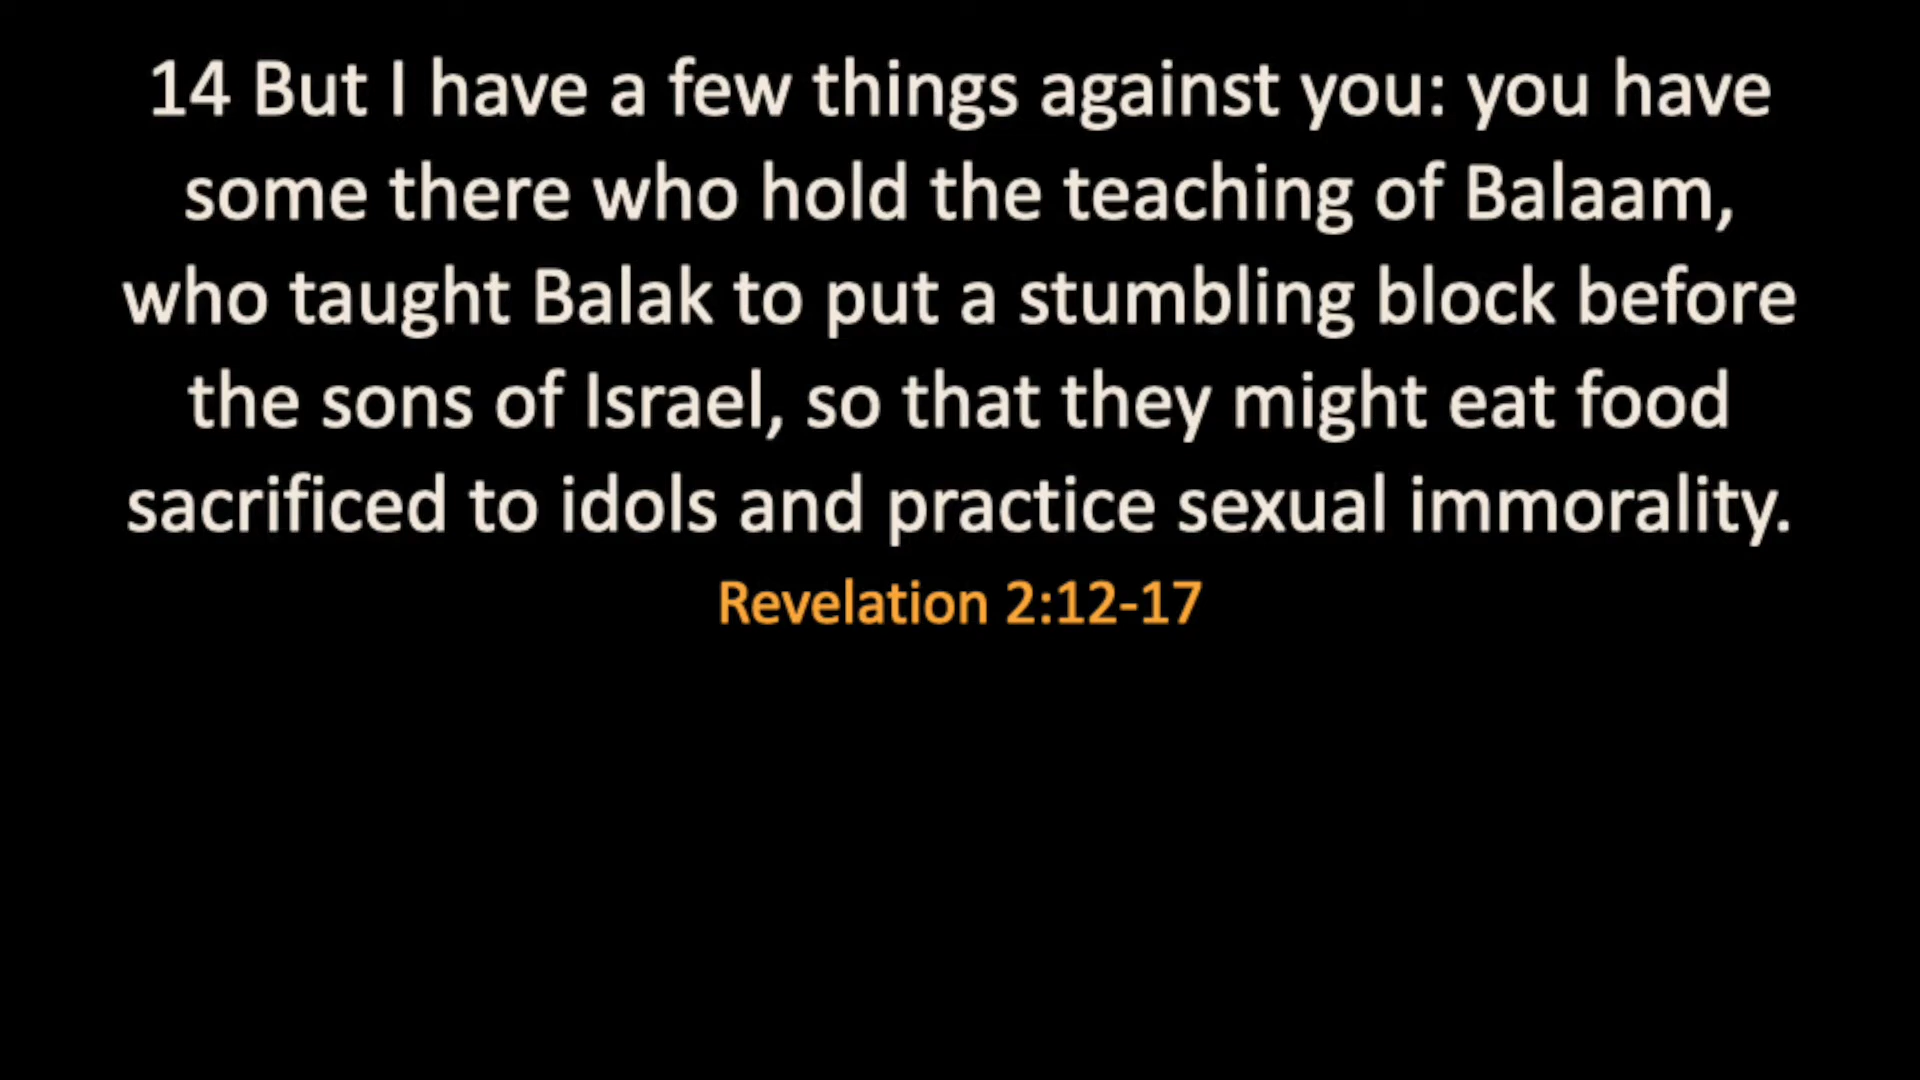 14 But I have a few things against you: you have
some there who hold the teaching of Balaam,
who taught Balak to put a stumbling block before
the sons of Israel, so that they might eat food
sacrificed to idols and practice sexual immorality.
Revelation 2:12-17